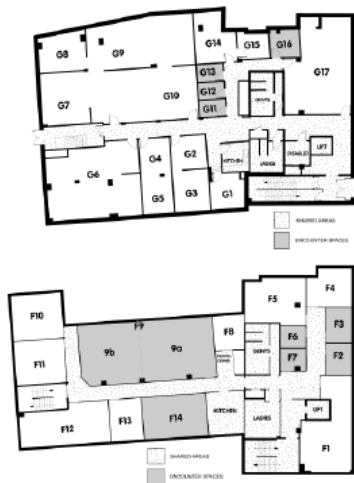 G8
G9
G14
G15
G16
G13
G12
G11
G17
G7
G10
GENTS
G6
G4
G2
G5
G3
G1
KITCHEN
LADIES
DISABLED
LIFT
SHARED AREAS
ENCOUNTER SPACES
F10
F9
F8
F5
F4
F11
9b
9a
GENTS
F6
F3
F7
F2
F12
F13
F14
KITCHEN
LADIES
LIFT
F1
SHARED AREAS
ENCOUNTER SPACES